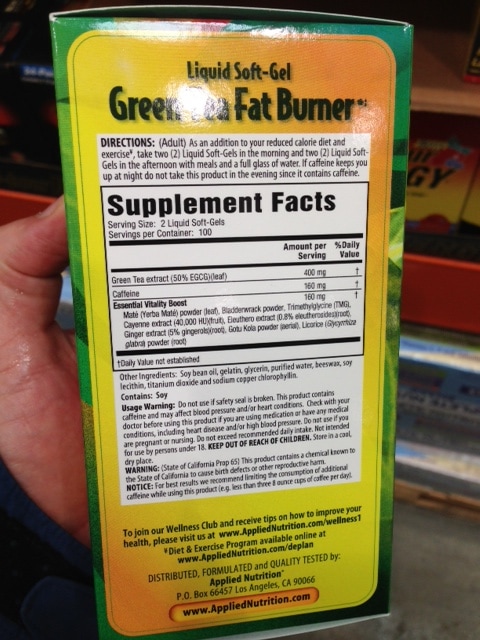 Liquid Soft-Gel
Green Tea Fat Burner
DIRECTIONS: (Adult) As an addition to your reduced calorie diet and
exercise¥, take two (2) Liquid Soft-Gels in the morning and two (2) Liquid Soft-
Gels in the afternoon with meals and a full glass of water. If caffeine keeps you
up at night do not take this product in the evening since it contains caffeine.
Supplement Facts
Serving Size: 2 Liquid Soft-Gels
Servings per Container: 100
Amount per Serving %Daily Value
Green Tea extract (50% EGCG)(leaf) 400 mg †
Caffeine 160 mg †
Essential Vitality Boost 160 mg †
Maté (Yerba Maté) powder (leaf), Bladderwrack powder, Trimethylglycine (TMG),
Cayenne extract (40,000 HU)(fruit), Eleuthero extract (0.8% eleutherosides)(root),
Ginger extract (5% gingerols)(root), Gotu Kola powder (aerial), Licorice (Glycyrrhiza
glabra) powder (root)
†Daily Value not established
Other Ingredients: Soy bean oil, gelatin, glycerin, purified water, beeswax, soy
lecithin, titanium dioxide and sodium copper chlorophyllin.
Contains: Soy
Usage Warning: Do not use if safety seal is broken. This product contains
caffeine and may affect blood pressure and/or heart conditions. Check with your
doctor before using this product if you are using medication or have any medical
conditions, including heart disease and/or high blood pressure. Do not use if you
are pregnant or nursing. Do not exceed recommended daily intake. Not intended
for use by persons under 18. KEEP OUT OF REACH OF CHILDREN. Store in a cool,
dry place.
WARNING: (State of California Prop 65) This product contains a chemical known to
the State of California to cause birth defects or other reproductive harm.
NOTICE: For best results we recommend limiting the consumption of additional
caffeine while using this product (e.g. less than three 8 ounce cups of coffee per day).
To join our Wellness Club and receive tips on how to improve your
health, please visit us at www.AppliedNutrition.com/wellness1
¥Diet & Exercise Program available online at
www.AppliedNutrition.com/deplan
DISTRIBUTED, FORMULATED and QUALITY TESTED by:
Applied Nutrition™
P.O. Box 66457 Los Angeles, CA 90066
www.AppliedNutrition.com